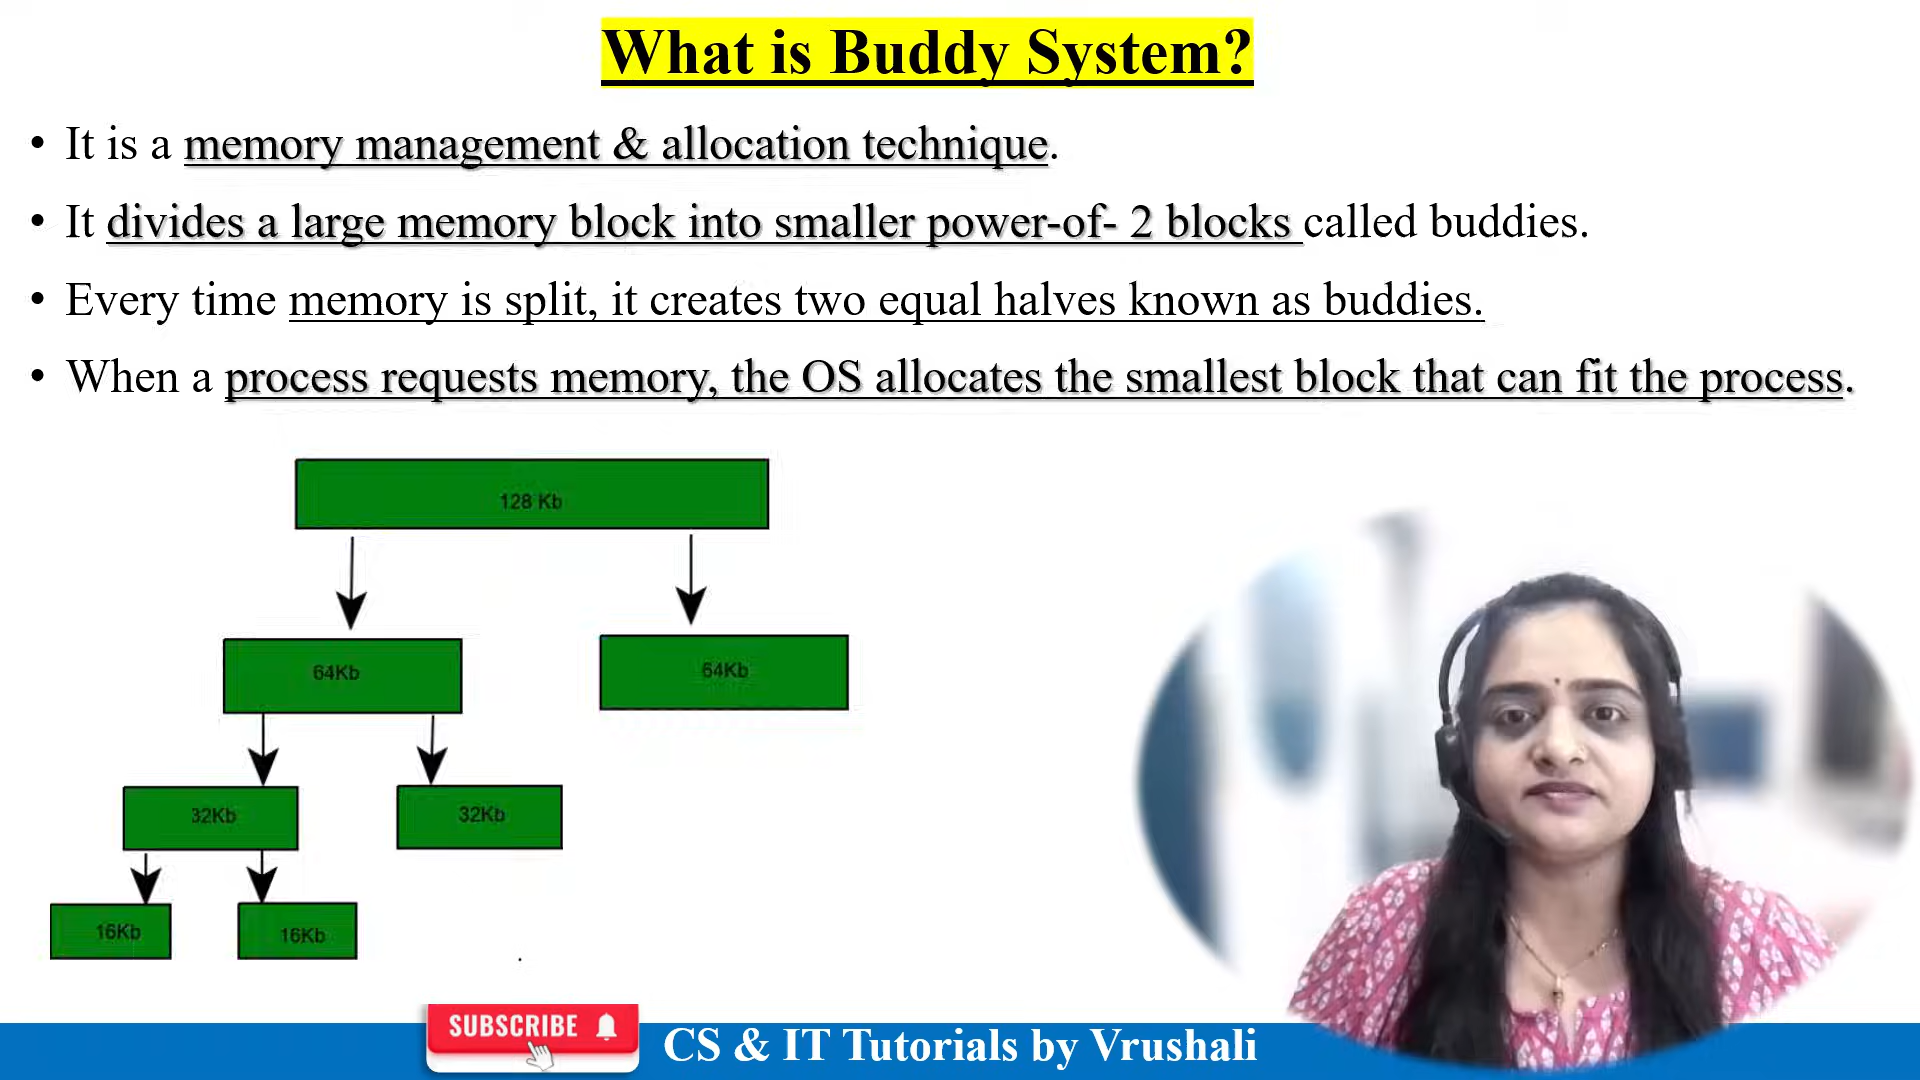 What is Buddy System?
• It is a memory management & allocation technique.
• It divides a large memory block into smaller power-of- 2 blocks called buddies.
• Every time memory is split, it creates two equal halves known as buddies.
• When a process requests memory, the OS allocates the smallest block that can fit the process.
128 Kb
64Kb
64Kb
32Kb
32Kb
16Kb
16Kb
SUBSCRIBE
CS & IT Tutorials by Vrushali